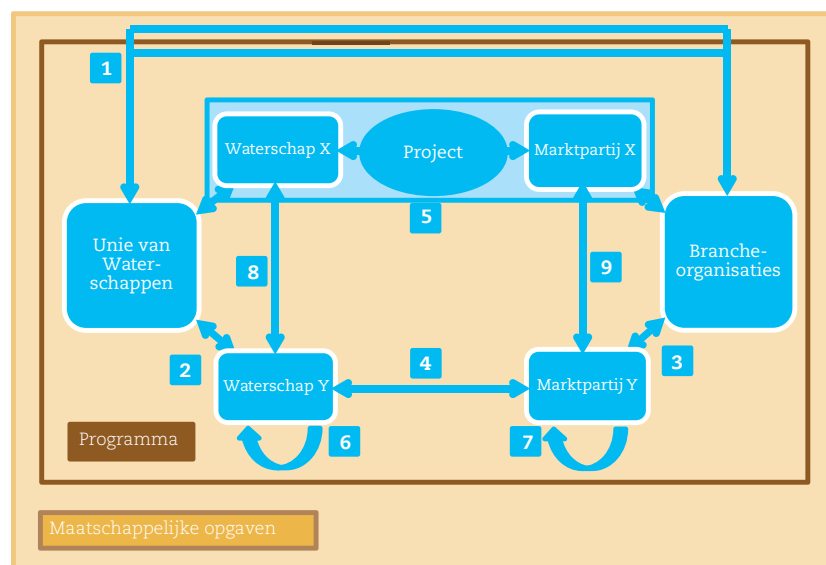 1
Waterschap X
Project
Marktpartij X
5
Unie van
Water-
schappen
Branche-
organisaties
8
9
2
4
3
Waterschap Y
Marktpartij Y
6
7
Programma
Maatschappelijke opgaven